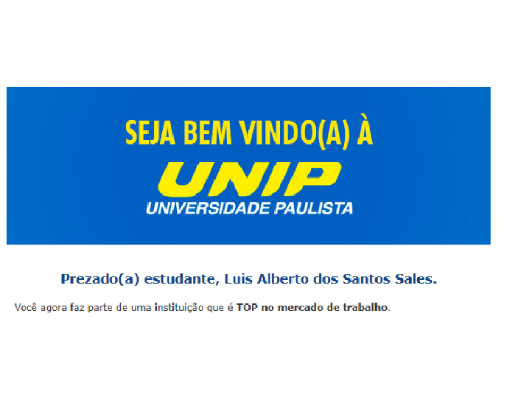 SEJA BEM VINDO(A) À
UNIP
UNIVERSIDADE PAULISTA
Prezado(a) estudante, Luis Alberto dos Santos Sales.
Você agora faz parte de uma instituição que é TOP no mercado de trabalho.